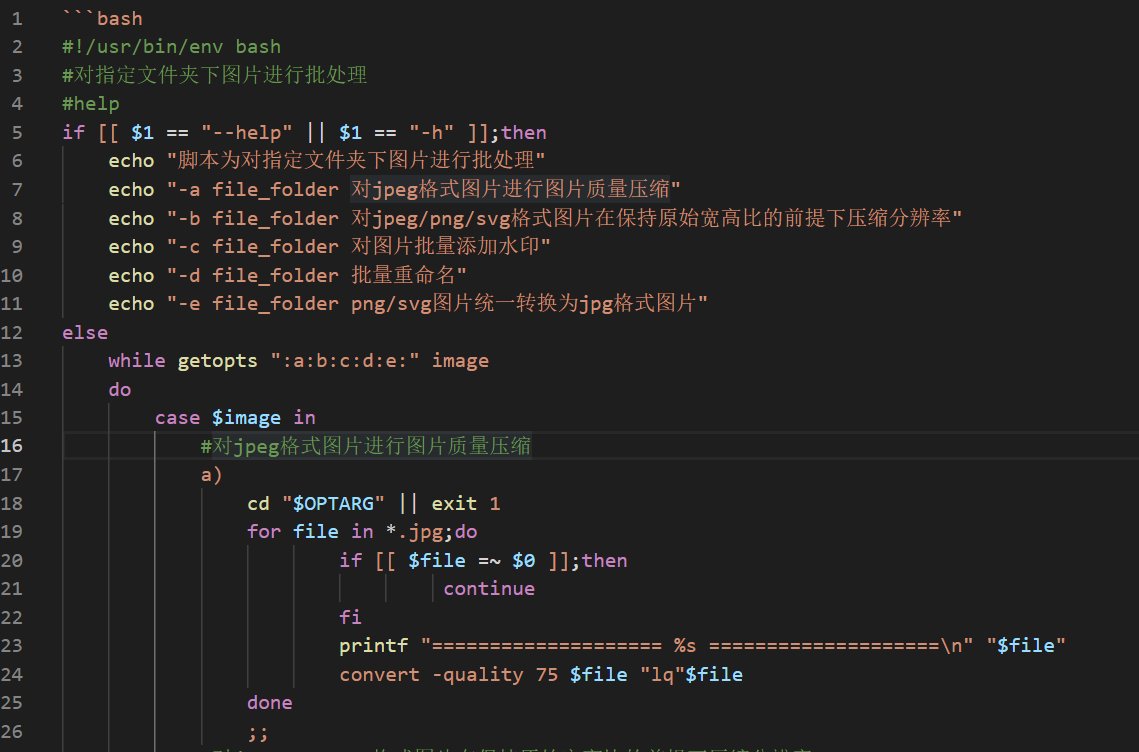 1 ```bash
2 #!/usr/bin/env bash
3 #对指定文件夹下图片进行批处理
4 #help
5 if [[ $1 == "--help" || $1 == "-h" ]];then
6     echo "脚本为对指定文件夹下图片进行批处理"
7     echo "-a file_folder 对jpeg格式图片进行图片质量压缩"
8     echo "-b file_folder 对jpeg/png/svg格式图片在保持原始宽高比的前提下压缩分辨率"
9     echo "-c file_folder 对图片批量添加水印"
10     echo "-d file_folder 批量重命名"
11     echo "-e file_folder png/svg图片统一转换为jpg格式图片"
12 else
13     while getopts ":a:b:c:d:e:" image
14     do
15         case $image in
16             #对jpeg格式图片进行图片质量压缩
17             a)
18                 cd "$OPTARG" || exit 1
19                 for file in *.jpg;do
20                         if [[ $file =~ $0 ]];then
21                                  continue
22                         fi
23                         printf "==================== %s ====================\n" "$file"
24                         convert -quality 75 $file "lq"$file
25                 done
26                 ;;